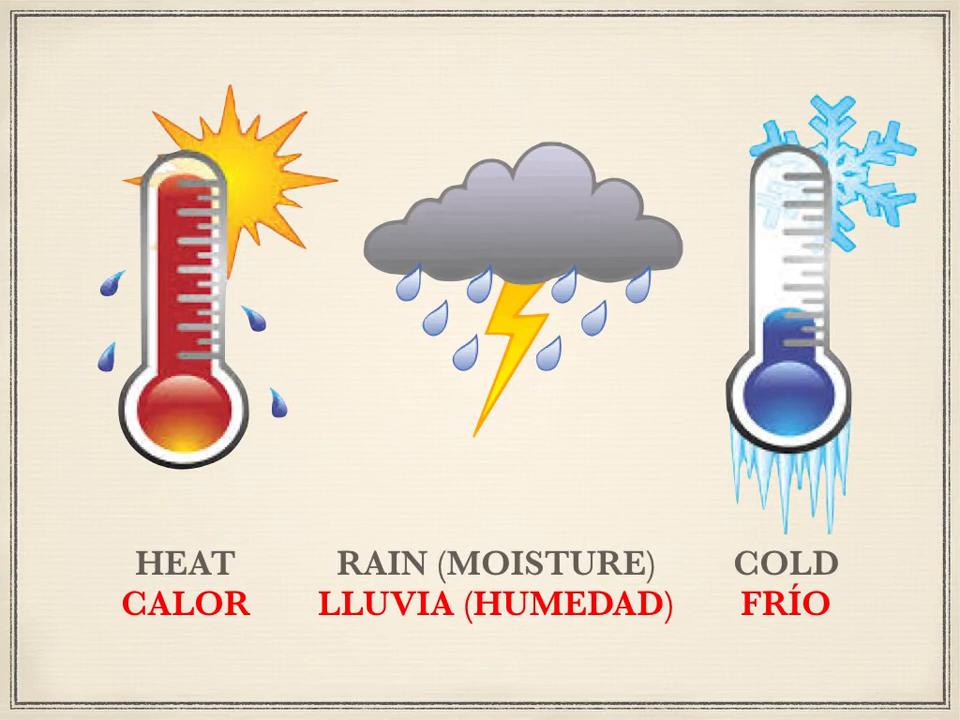 HEAT
CALOR
RAIN (MOISTURE)
LLUVIA (HUMEDAD)
COLD
FRÍO